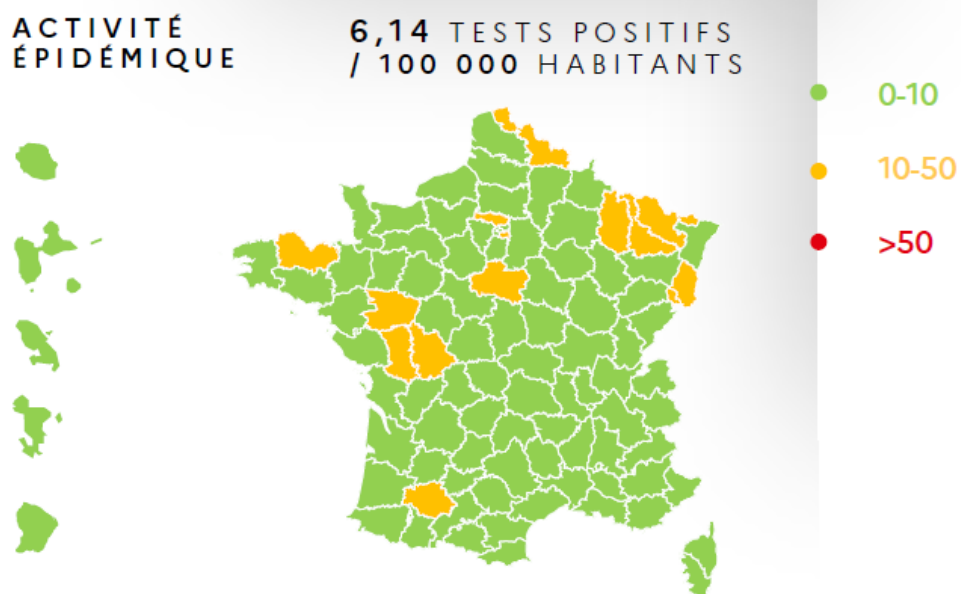 ACTIVITÉ
ÉPIDÉMIQUE
6,14 TESTS POSITIFS
/ 100 000 HABITANTS
0-10
10-50
>50